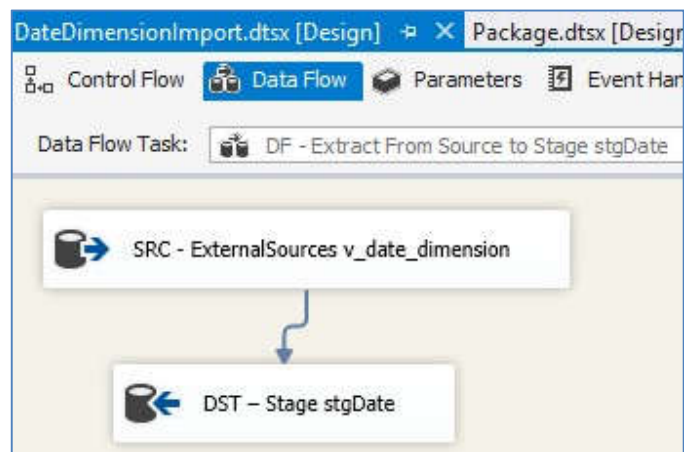 DateDimensionImport.dtsx [Design] Package.dtsx [Design
Control Flow Data Flow Parameters Event Han
Data Flow Task: DF - Extract From Source to Stage stgDate
SRC - ExternalSources v_date_dimension
DST – Stage stgDate